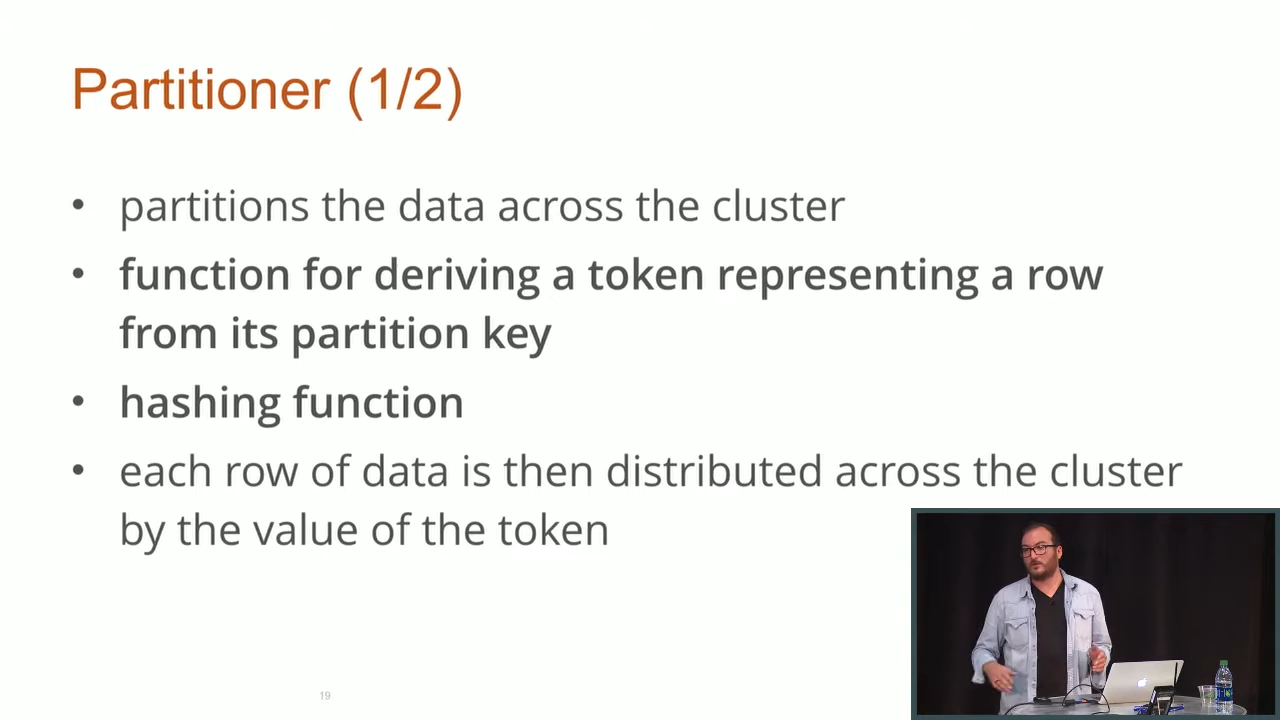 Partitioner (1/2)
• partitions the data across the cluster
• function for deriving a token representing a row
from its partition key
• hashing function
• each row of data is then distributed across the cluster
by the value of the token
19